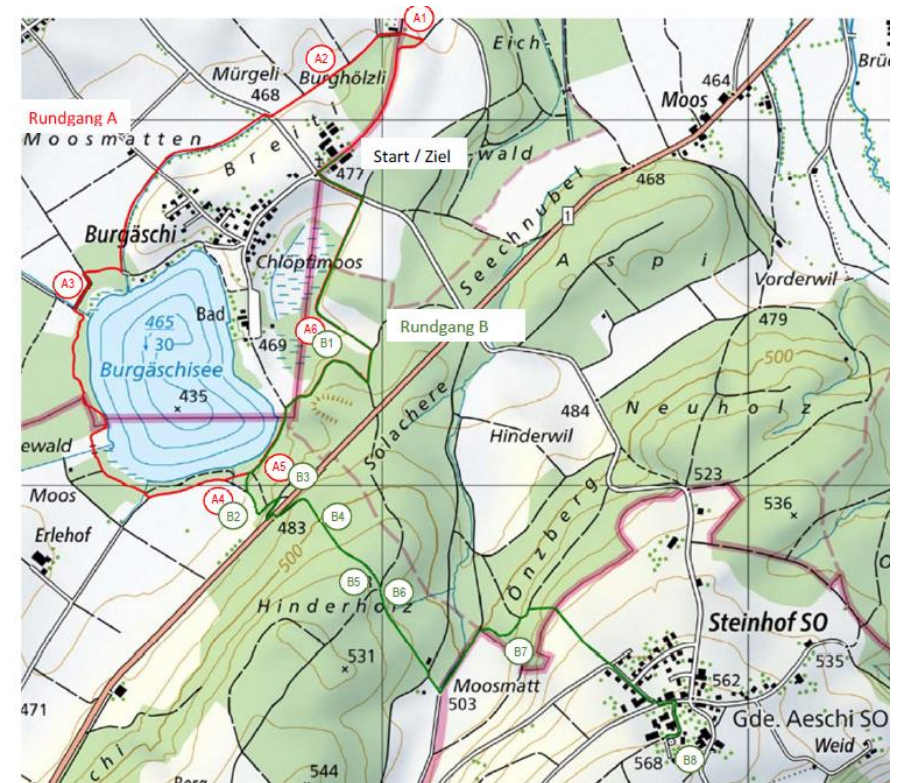 A1
Eich
A2
Mürgeli
Burghölzli
468
Moos
464
Brü
Rundgang A
Moosmatten
Breiti
Start / Ziel
wald
477
468
Seechnubel
1
Burgäschi
Chlöpfimoos
Aspi
Vorderwil
A3
Bad
A6
B1
Rundgang B
479
465
30
469
500
Burgäschisee
435
Solachere
484
Neuholz
Hinderwil
ewald
A5
B3
523
Moos
A4
B2
B4
536
Erlehof
483
500
Önzberg
B5
B6
Hinderholz
Steinhof SO
B7
531
535
562
Moosmatt
471
503
Gde. Aeschi SO
Weid
chi
568
B8
544